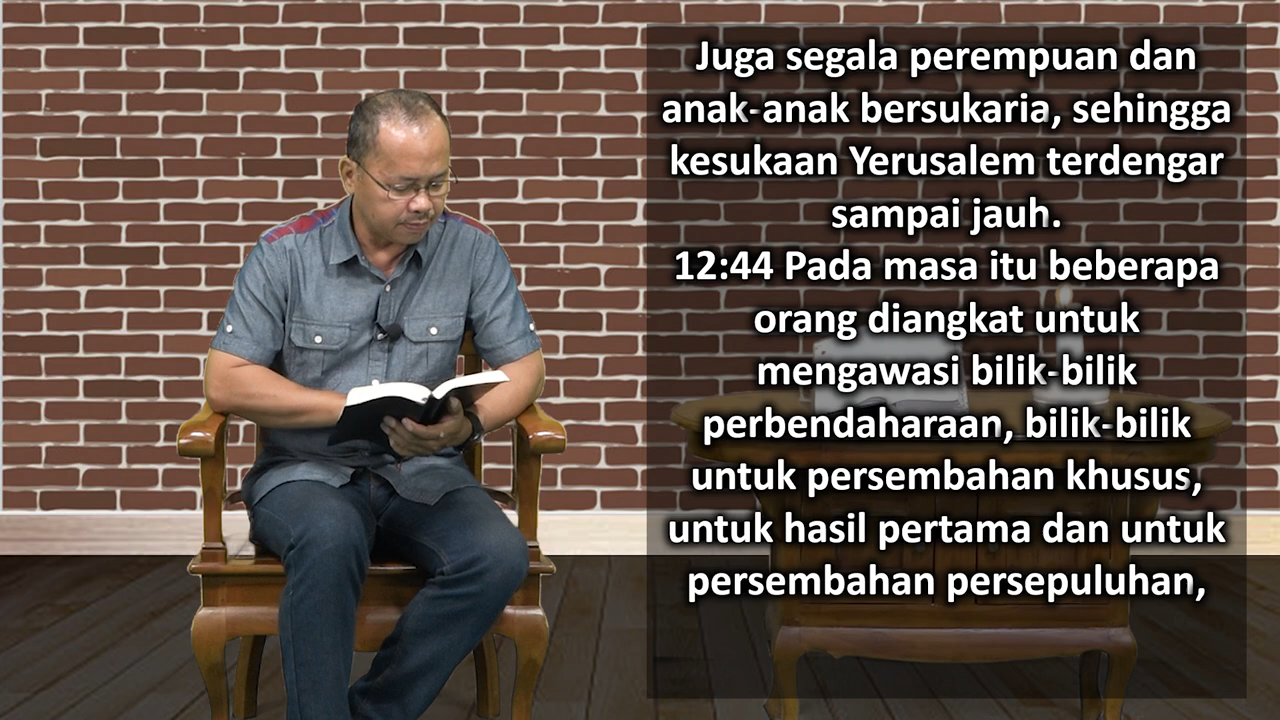 Juga segala perempuan dan
anak-anak bersukaria, sehingga
kesukaan Yerusalem terdengar
sampai jauh.
12:44 Pada masa itu beberapa
orang diangkat untuk
mengawasi bilik-bilik
perbendaharaan, bilik-bilik
untuk persembahan khusus,
untuk hasil pertama dan untuk
persembahan persepuluhan,